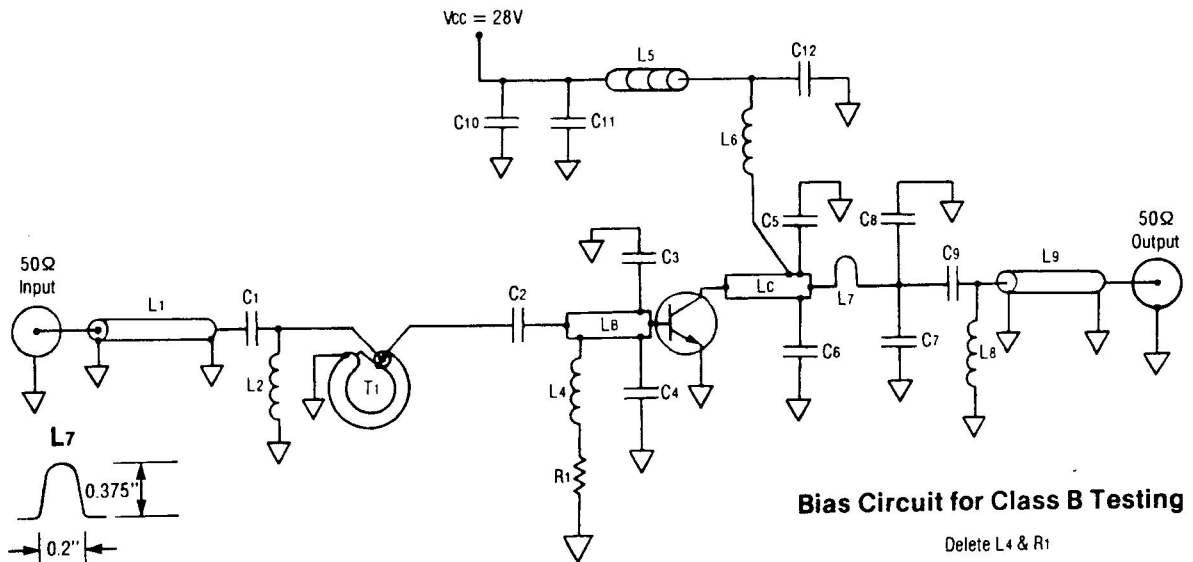 Vcc = 28V
L5
C12
C10
C11
L6
C5
C8
50Ω
Output
C3
50Ω
Input
C9
L9
L1
C1
C2
LB
LC
L7
L2
T1
L4
C4
C6
C7
L8
L7
R1
0.375"
0.2"
Bias Circuit for Class B Testing
Delete L4 & R1